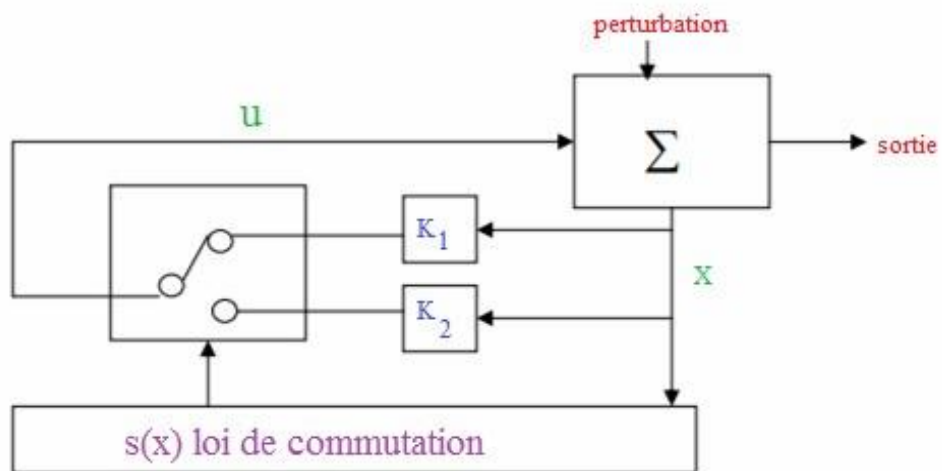 perturbation
u
∑
sortie
K1
x
K2
s(x) loi de commutation